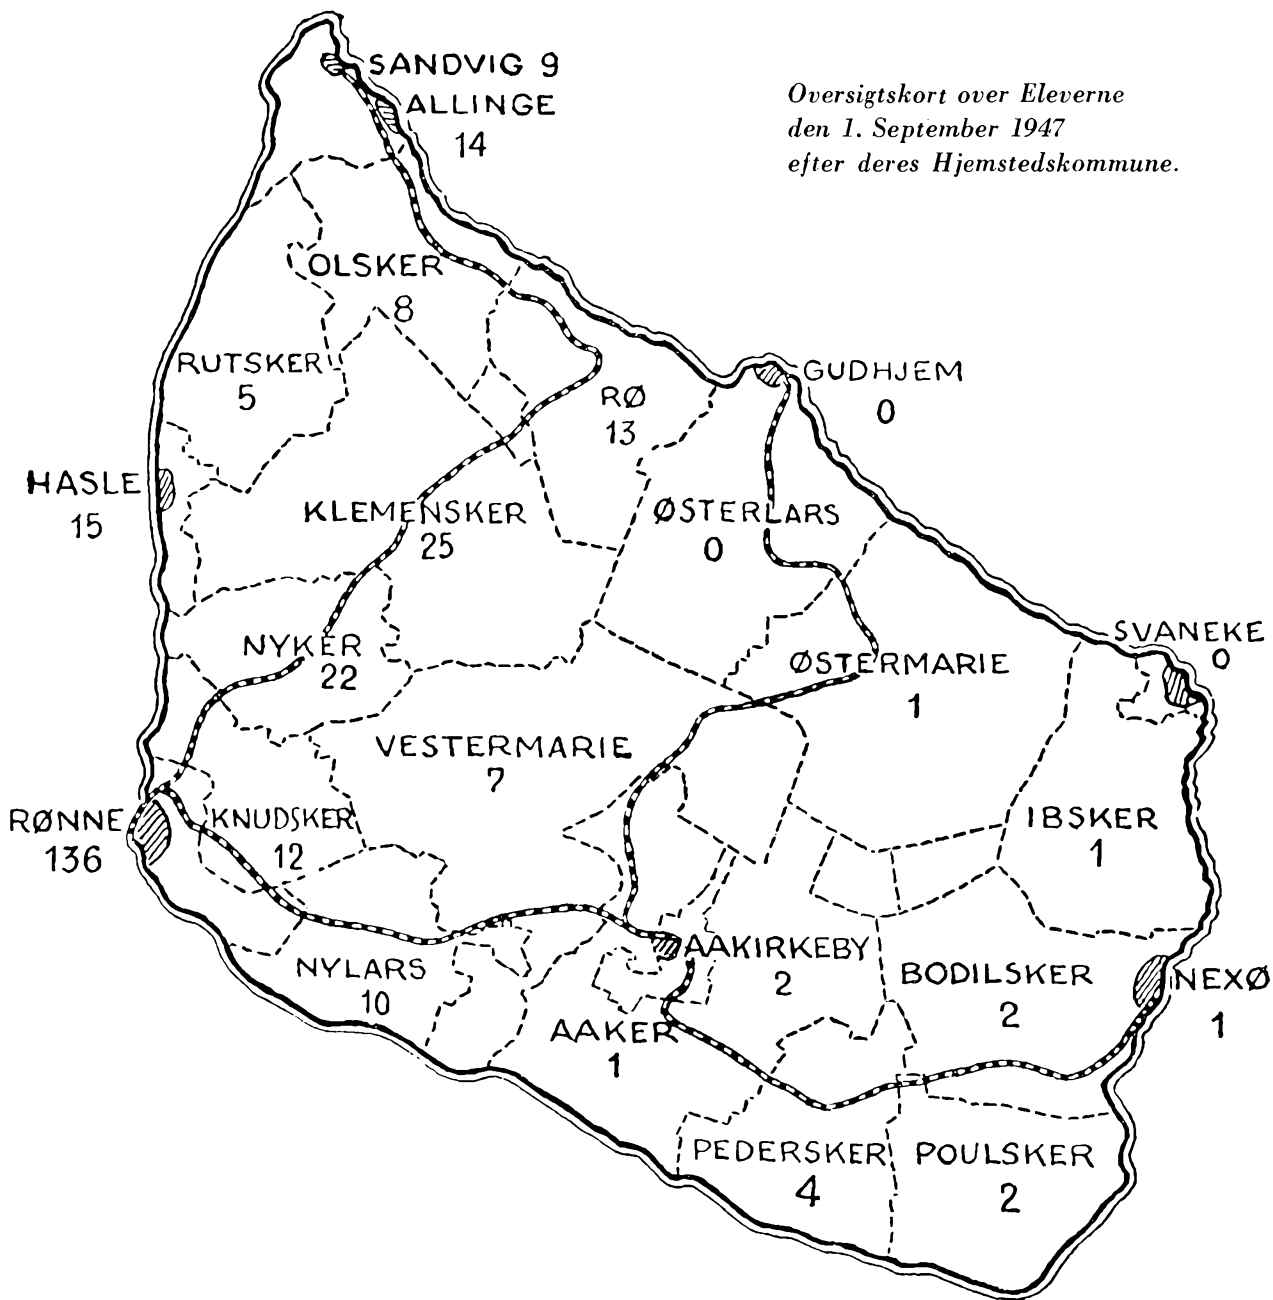 SANDVIG 9
ALLINGE
14
Oversigtskort over Eleverne
den 1. September 1947
efter deres Hjemstedskommune.
OLSKER
8
RUTSKER
5
GUDHJEM
0
RØ
13
HASLE
15
KLEMENSKER
25
ØSTERLARS
0
NYKER
22
SVANEKE
0
ØSTERMARIE
1
VESTERMARIE
7
RØNNE
136
KNUDSKER
12
IBSKER
1
NYLARS
10
AAKIRKEBY
2
BODILSKER
2
NEXØ
1
AAKER
1
PEDERSKER
4
POULSKER
2